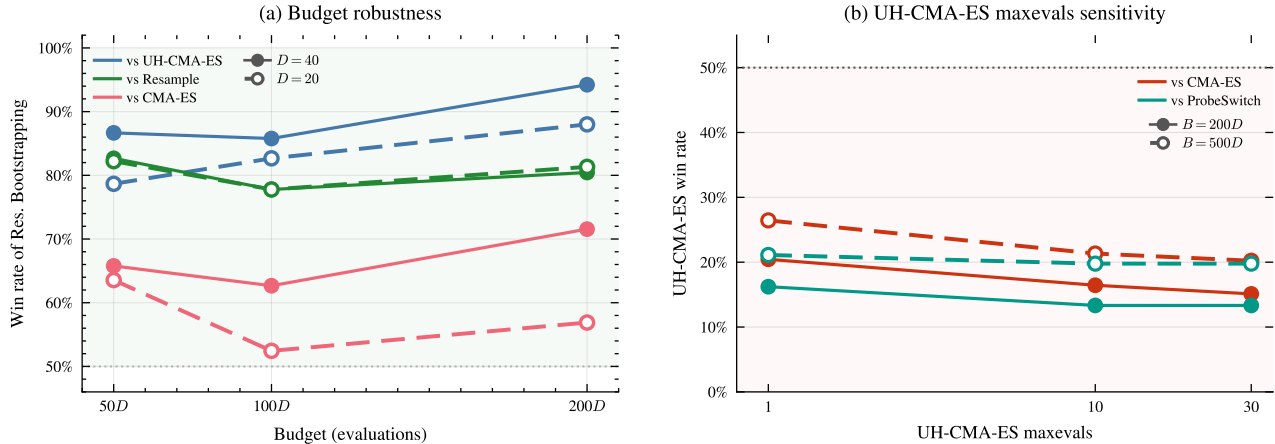 (a) Budget robustness
Win rate of Res. Bootstrapping
100%
90%
80%
70%
60%
50%
vs UH-CMA-ES
vs Resample
vs CMA-ES
D = 40
D = 20
50D
100D
200D
Budget (evaluations)
(b) UH-CMA-ES maxevals sensitivity
UH-CMA-ES win rate
50%
40%
30%
20%
10%
0%
vs CMA-ES
vs ProbeSwitch
B = 200D
B = 500D
1
10
30
UH-CMA-ES maxevals